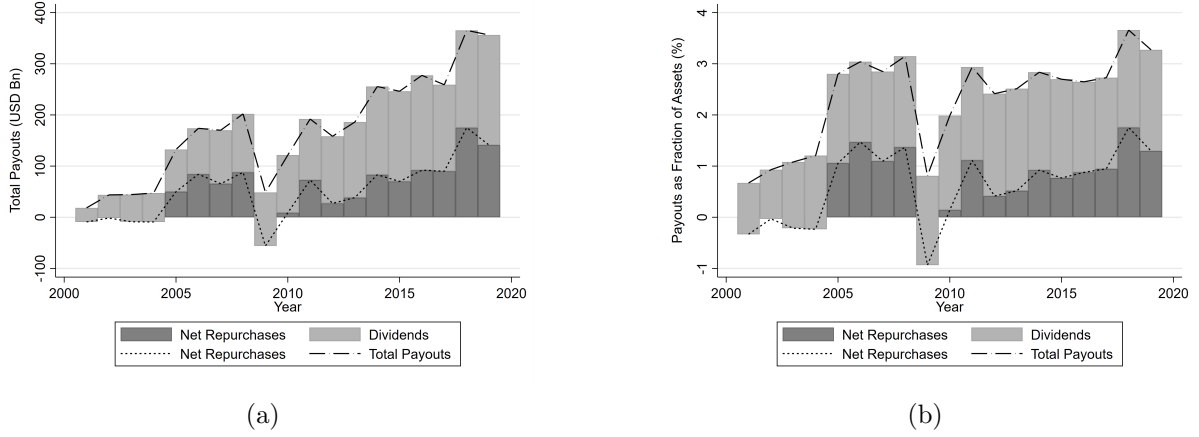 Total Payouts (USD Bn)
400
300
200
100
0
-100
2000 2005 2010 2015 2020
Year
Net Repurchases Dividends
Net Repurchases Total Payouts
(a)
Payouts as Fraction of Assets (%)
4
3
2
1
0
-1
2000 2005 2010 2015 2020
Year
Net Repurchases Dividends
Net Repurchases Total Payouts
(b)